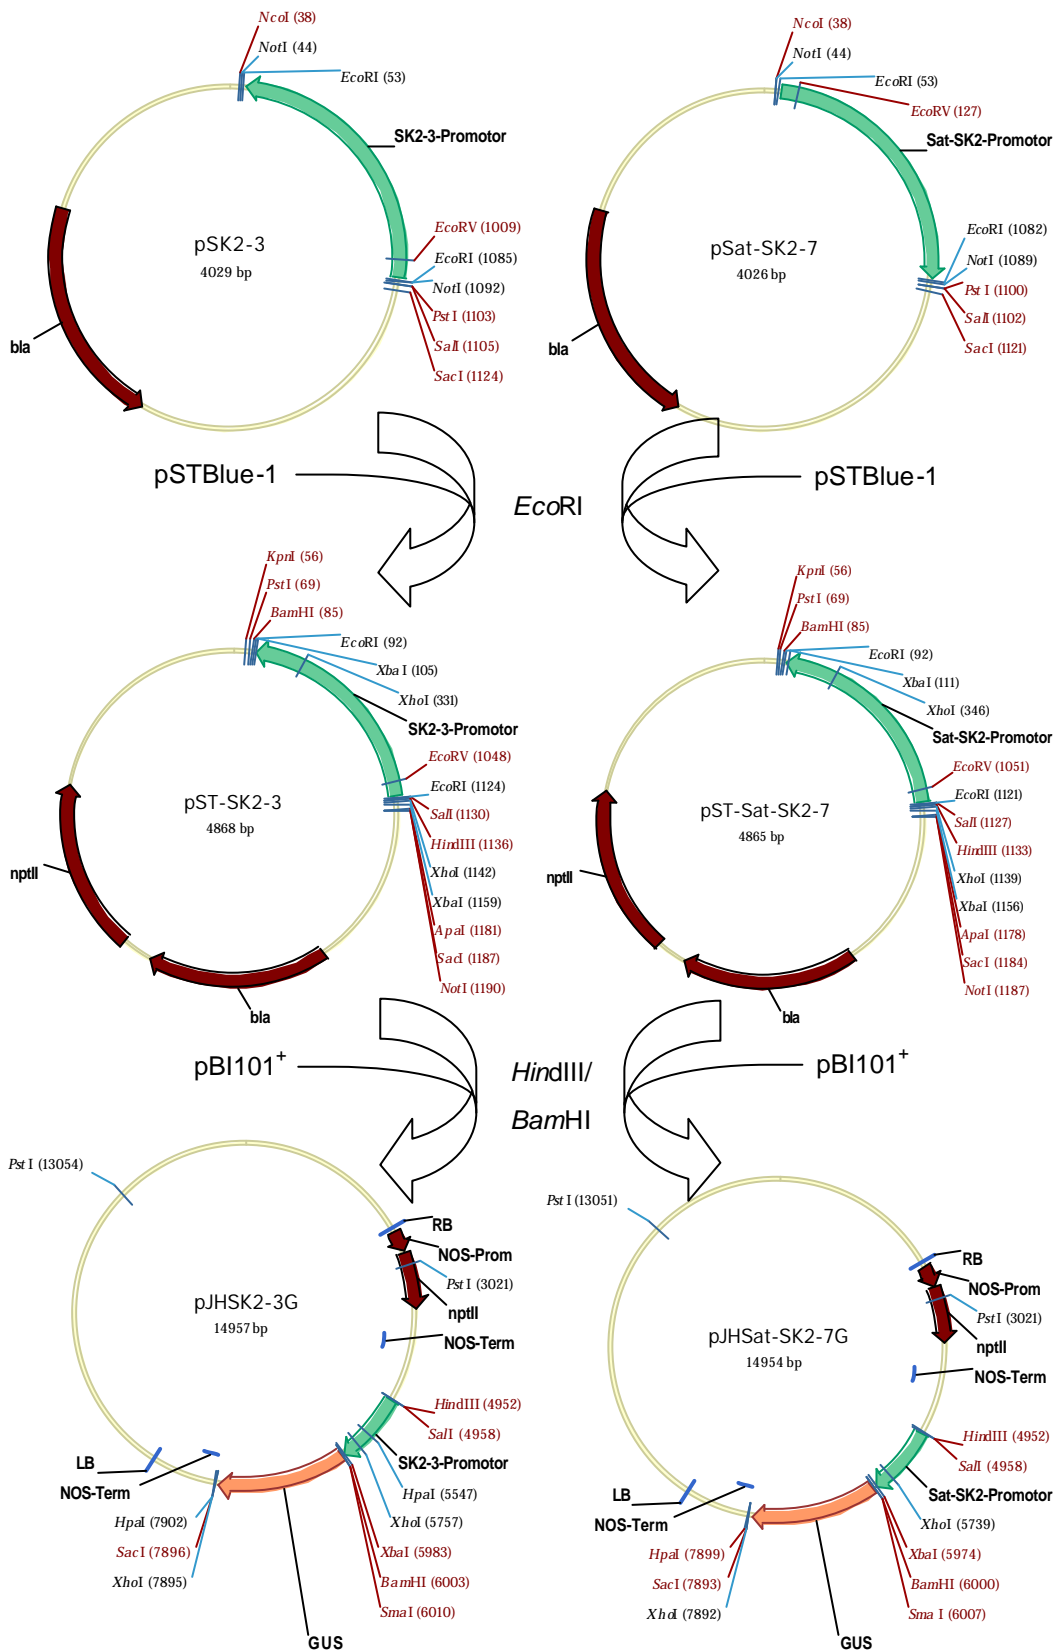 NcoI (38)
NotI (44)
EcoRI (53)
SK2-3-Promotor
pSK2-3
4029 bp
EcoRV (1009)
EcoRI (1085)
NotI (1092)
PstI (1103)
SalI (1105)
SacI (1124)
bla
NcoI (38)
NotI (44)
EcoRI (53)
EcoRV (127)
Sat-SK2-Promotor
pSat-SK2-7
4026 bp
EcoRI (1082)
NotI (1089)
PstI (1100)
SalI (1102)
SacI (1121)
bla
pSTBlue-1
EcoRI
pSTBlue-1
KpnI (56)
PstI (69)
BamHI (85)
EcoRI (92)
XbaI (105)
XhoI (331)
SK2-3-Promotor
EcoRV (1048)
EcoRI (1124)
SalI (1130)
HindIII (1136)
XhoI (1142)
XbaI (1159)
ApaI (1181)
SacI (1187)
NotI (1190)
pST-SK2-3
4868 bp
nptII
bla
KpnI (56)
PstI (69)
BamHI (85)
EcoRI (92)
XbaI (111)
XhoI (346)
Sat-SK2-Promotor
EcoRV (1051)
EcoRI (1121)
SalI (1127)
HindIII (1133)
XhoI (1139)
XbaI (1156)
ApaI (1178)
SacI (1184)
NotI (1187)
pST-Sat-SK2-7
4865 bp
nptII
bla
pBI101+
HindIII/
BamHI
pBI101+
PstI (13054)
RB
NOS-Prom
PstI (3021)
nptII
NOS-Term
pJHSK2-3G
14957 bp
HindIII (4952)
SalI (4958)
SK2-3-Promotor
HpaI (5547)
XhoI (5757)
XbaI (5983)
BamHI (6003)
SmaI (6010)
GUS
LB
NOS-Term
HpaI (7902)
SacI (7896)
XhoI (7895)
PstI (13051)
RB
NOS-Prom
PstI (3021)
nptII
NOS-Term
pJHSat-SK2-7G
14954 bp
HindIII (4952)
SalI (4958)
Sat-SK2-Promotor
XhoI (5739)
XbaI (5974)
BamHI (6000)
SmaI (6007)
GUS
LB
NOS-Term
HpaI (7899)
SacI (7893)
XhoI (7892)